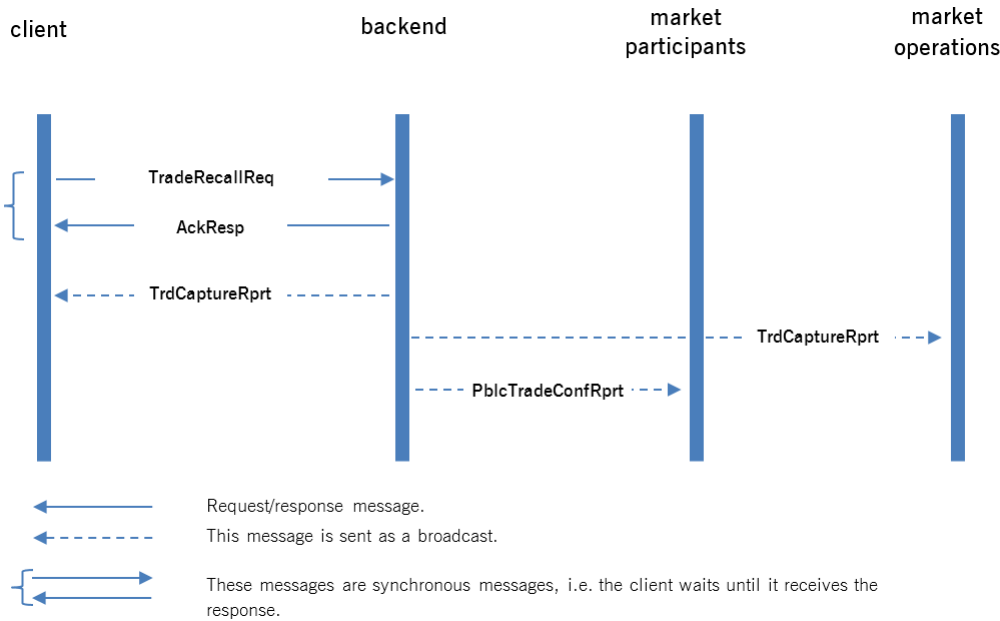 client
backend
market
participants
market
operations
TradeRecallReq
AckResp
TrdCaptureRprt
TrdCaptureRprt
PblcTradeConfRprt
Request/response message.
This message is sent as a broadcast.
These messages are synchronous messages, i.e. the client waits until it receives the
response.